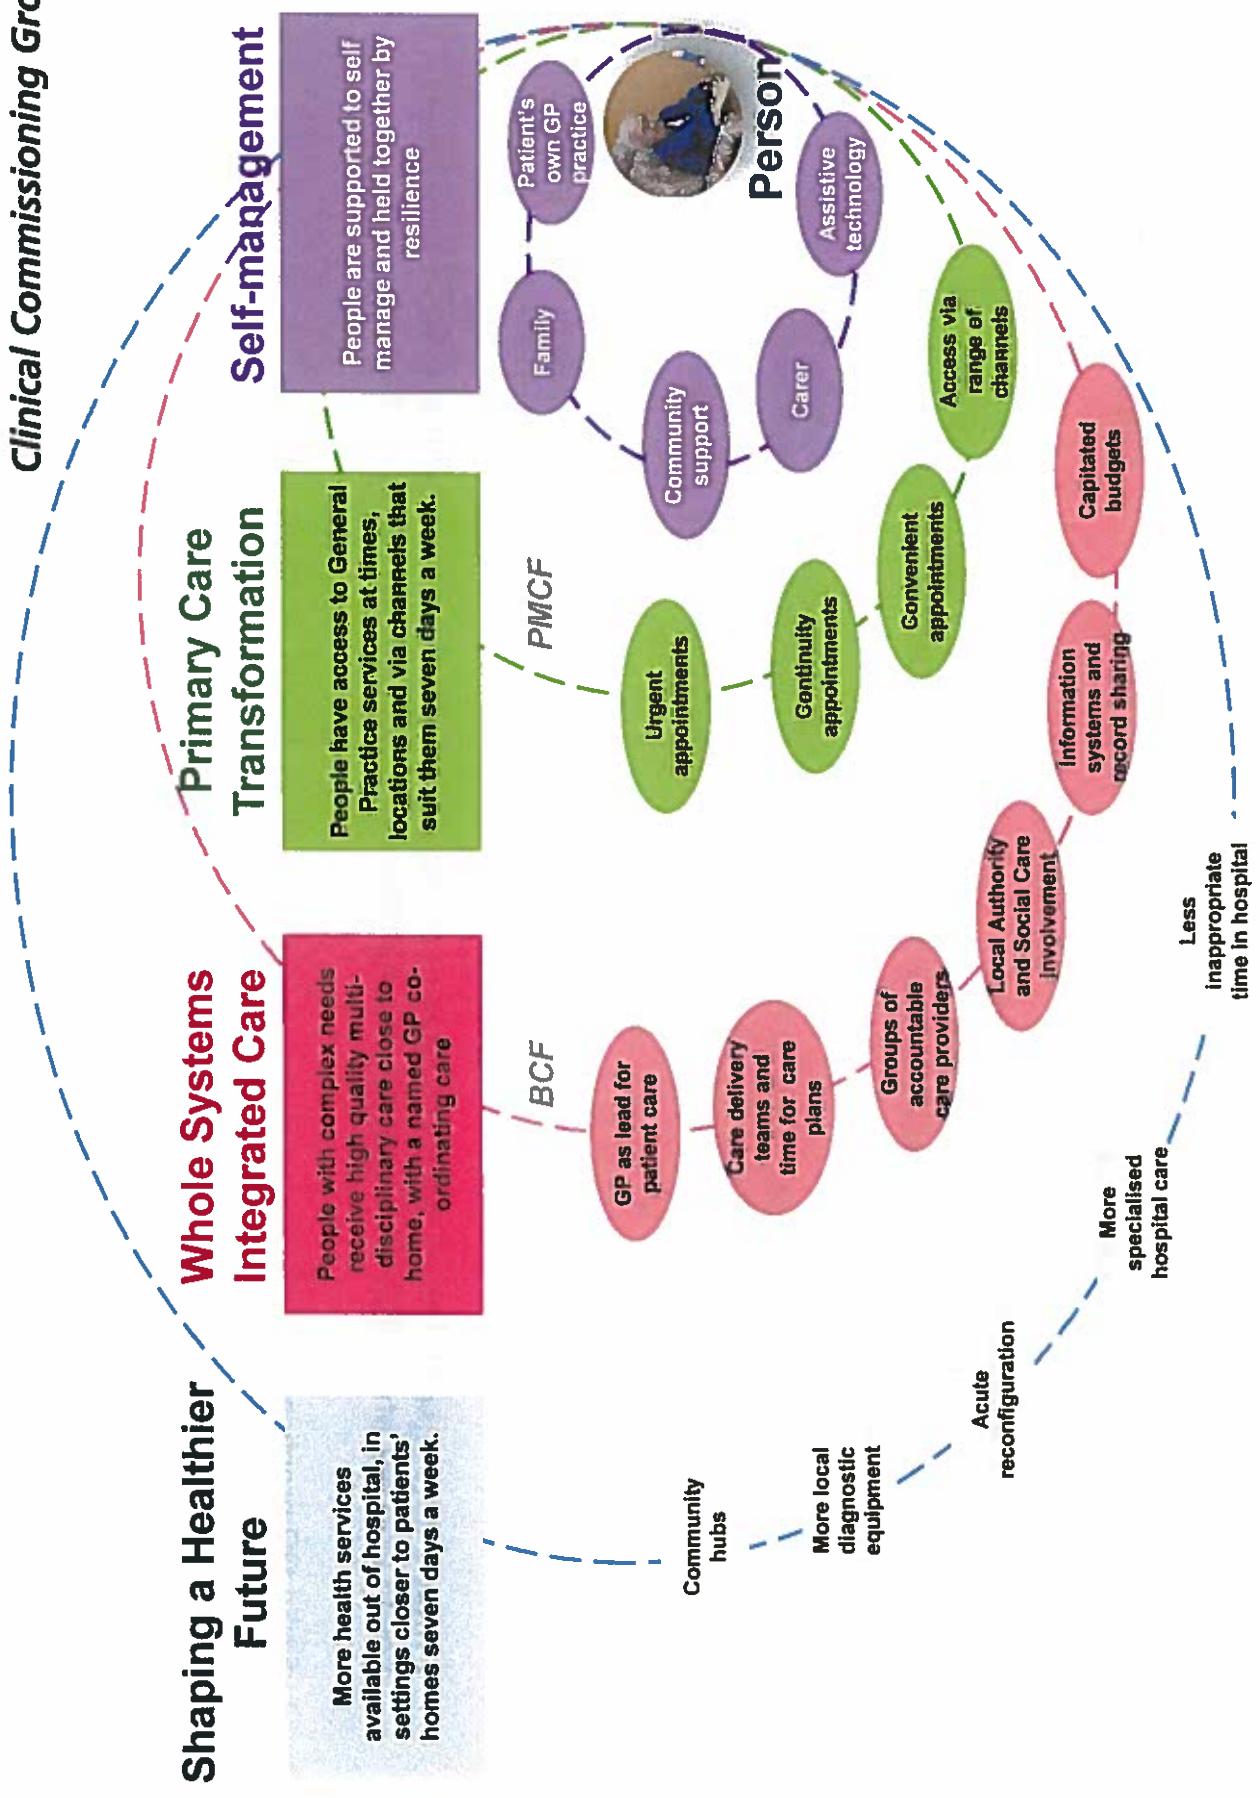 Clinical Commissioning Gro
Shaping a Healthier
Future
More health services
available out of hospital, in
settings closer to patients'
homes seven days a week.
Community
hubs
More local
diagnostic
equipment
Acute
reconfiguration
More
specialised
hospital care
Less
inappropriate
time in hospital
Whole Systems
Integrated Care
People with complex needs
receive high quality multi-
disciplinary care close to
home, with a named GP co-
ordinating care
BCF
GP as lead for
patient care
Care delivery
teams and
time for care
plans
Groups of
accountable
care providers
Local Authority
and Social Care
involvement
Information
systems and
record sharing
Capitated
budgets
Primary Care
Transformation
People have access to General
Practice services at times,
locations and via channels that
suit them seven days a week.
PMCF
Urgent
appointments
Continuity
appointments
Convenient
appointments
Access via
range of
channels
Self-management
People are supported to self
manage and held together by
resilience
Patient's
own GP
practice
Family
Community
support
Carer
Assistive
technology
Person